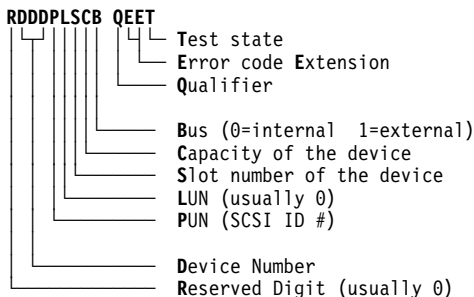 RDDDPLSCB QEET
Test state
Error code Extension
Qualifier
Bus (0=internal 1=external)
Capacity of the device
Slot number of the device
LUN (usually 0)
PUN (SCSI ID #)
Device Number
Reserved Digit (usually 0)